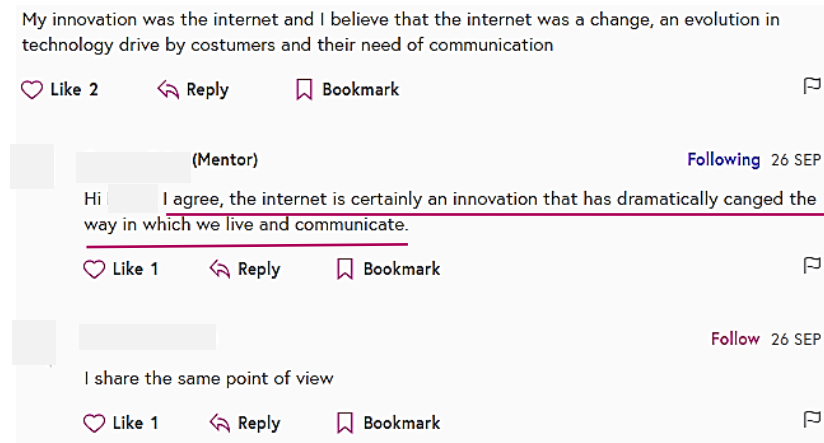 My innovation was the internet and I believe that the internet was a change, an evolution in
technology drive by costumers and their need of communication
Like 2 Reply Bookmark
(Mentor) Following 26 SEP
Hi I agree, the internet is certainly an innovation that has dramatically canged the
way in which we live and communicate.
Like 1 Reply Bookmark
Follow 26 SEP
I share the same point of view
Like 1 Reply Bookmark